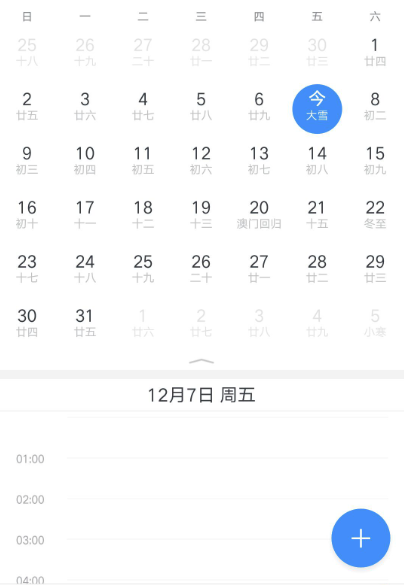 日 一 二 三 四 五 六
25 26 27 28 29 30 1
十八 十九 二十 廿一 廿二 廿三 廿四
2 3 4 5 6 今 8
廿五 廿六 廿七 廿八 廿九 大雪 初二
9 10 11 12 13 14 15
初三 初四 初五 初六 初七 初八 初九
16 17 18 19 20 21 22
初十 十一 十二 十三 澳门回归 十五 冬至
23 24 25 26 27 28 29
十七 十八 十九 二十 廿一 廿二 廿三
30 31 1 2 3 4 5
廿四 廿五 廿六 廿七 廿八 廿九 小寒
12月7日 周五
01:00
02:00
03:00
04:00